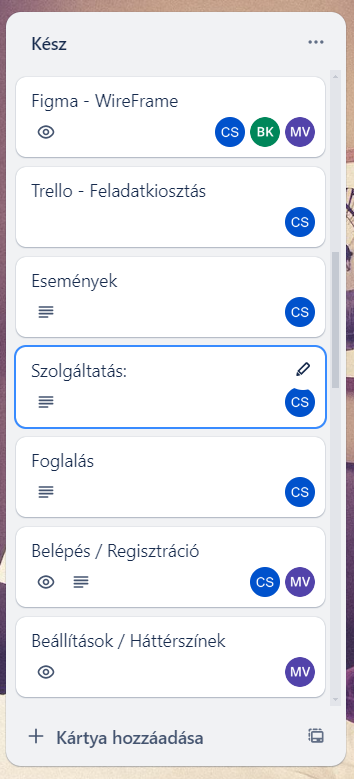 Kész
Figma - WireFrame
CS BK MV
Trello - Feladatkiosztás
CS
Események
CS
Szolgáltatás:
CS
Foglalás
CS
Belépés / Regisztráció
CS MV
Beállítások / Háttérszínek
MV
Kártya hozzáadása